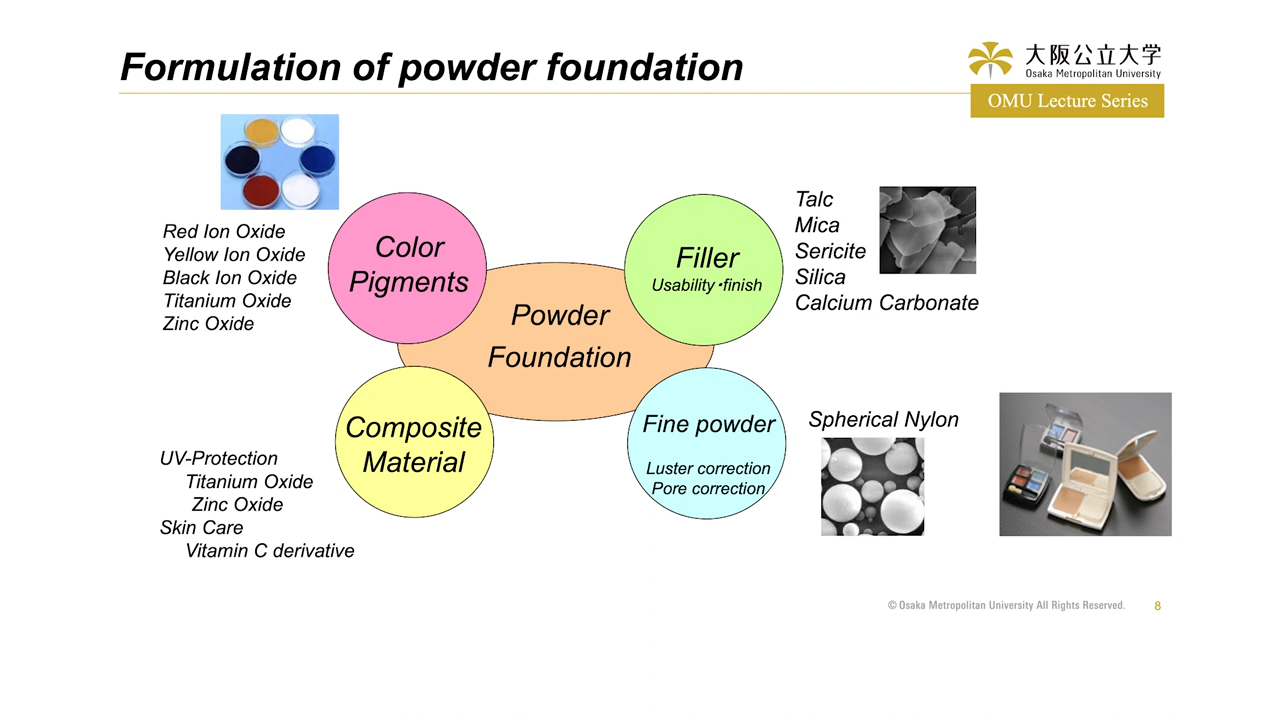 Formulation of powder foundation
大阪公立大学
Osaka Metropolitan University
OMU Lecture Series
Red Ion Oxide
Yellow Ion Oxide
Black Ion Oxide
Titanium Oxide
Zinc Oxide
Color
Pigments
Filler
Usability・finish
Talc
Mica
Sericite
Silica
Calcium Carbonate
Powder
Foundation
Composite
Material
UV-Protection
Titanium Oxide
Zinc Oxide
Skin Care
Vitamin C derivative
Fine powder
Luster correction
Pore correction
Spherical Nylon
© Osaka Metropolitan University All Rights Reserved.
8